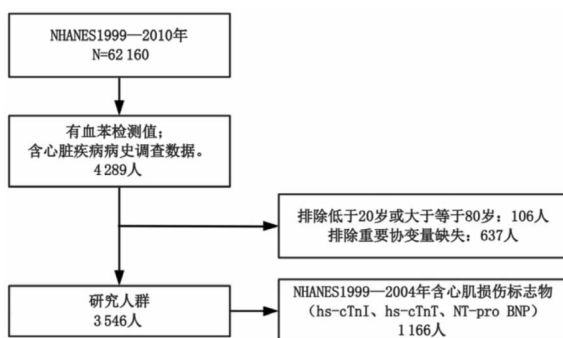 NHANES1999—2010年
N=62 160
有血苯检测值；
含心脏疾病病史调查数据。
4 289人
排除低于20岁或大于等于80岁：106人
排除重要协变量缺失：637人
研究人群
3 546人
NHANES1999—2004年含心肌损伤标志物
（hs-cTnI、hs-cTnT、NT-pro BNP）
1 166人